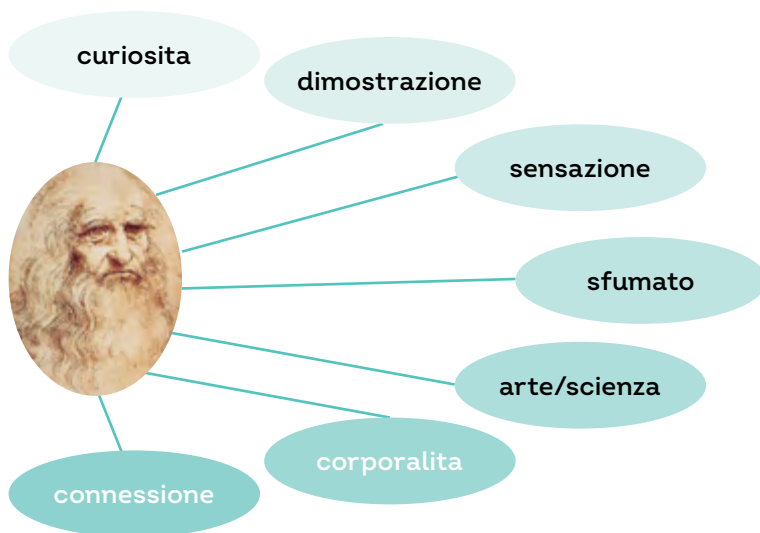 curiosita
dimostrazione
sensazione
sfumato
arte/scienza
corporalita
connessione